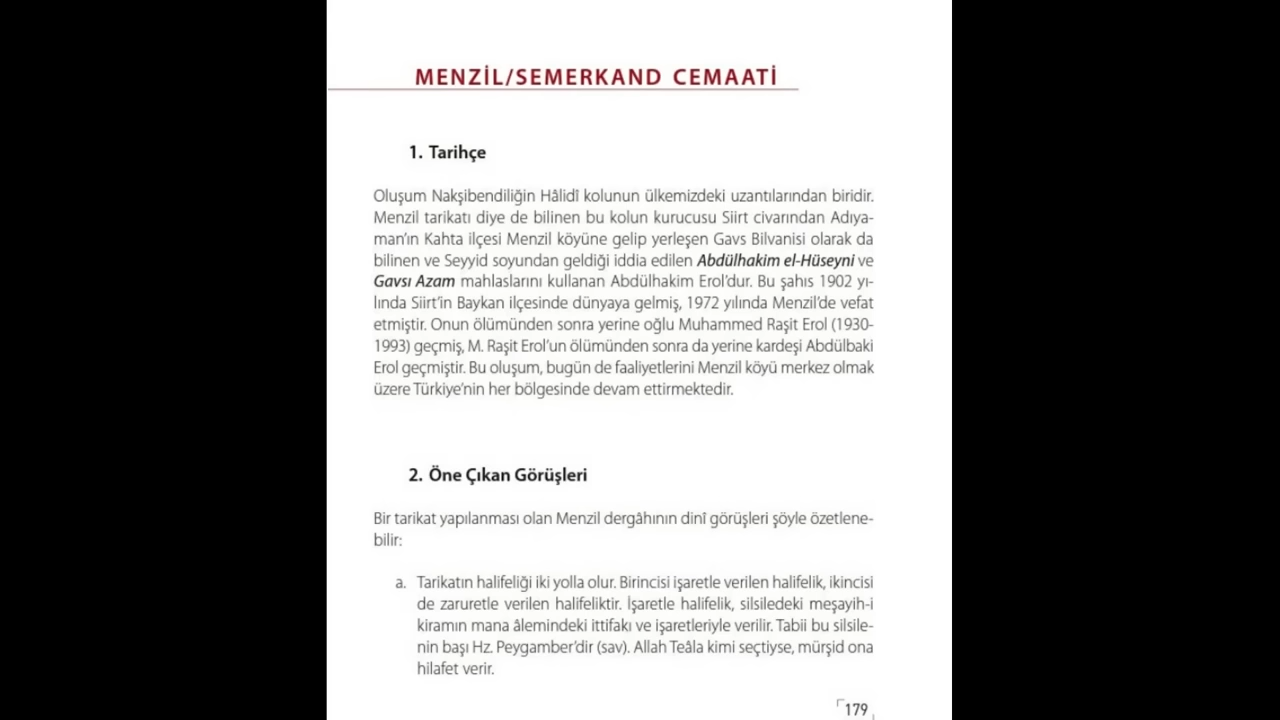 MENZİL/SEMERKAND CEMAATİ
1. Tarihçe
Oluşum Nakşibendiliğin Hâlidî kolunun ülkemizdeki uzantılarından biridir.
Menzil tarikatı diye de bilinen bu kolun kurucusu Siirt civarından Adıya-
man'ın Kahta ilçesi Menzil köyüne gelip yerleşen Gavs Bilvanisi olarak da
bilinen ve Seyyid soyundan geldiği iddia edilen Abdülhakim el-Hüseyni ve
Gavsı Azam mahlaslarını kullanan Abdülhakim Erol'dur. Bu şahıs 1902 yı-
lında Siirt'in Baykan ilçesinde dünyaya gelmiş, 1972 yılında Menzil'de vefat
etmiştir. Onun ölümünden sonra yerine oğlu Muhammed Raşit Erol (1930-
1993) geçmiş, M. Raşit Erol'un ölümünden sonra da yerine kardeşi Abdülbaki
Erol geçmiştir. Bu oluşum, bugün de faaliyetlerini Menzil köyü merkez olmak
üzere Türkiye'nin her bölgesinde devam ettirmektedir.
2. Öne Çıkan Görüşleri
Bir tarikat yapılanması olan Menzil dergâhının dinî görüşleri şöyle özetlene-
bilir:
a. Tarikatın halifeliği iki yolla olur. Birincisi işaretle verilen halifelik, ikincisi
de zaruretle verilen halifeliktir. İşaretle halifelik, silsiledeki meşayih-i
kiramın mana âlemindeki ittifakı ve işaretleriyle verilir. Tabii bu silsile-
nin başı Hz. Peygamber'dir (sav). Allah Teâla kimi seçtiyse, mürşid ona
hilafet verir.
179